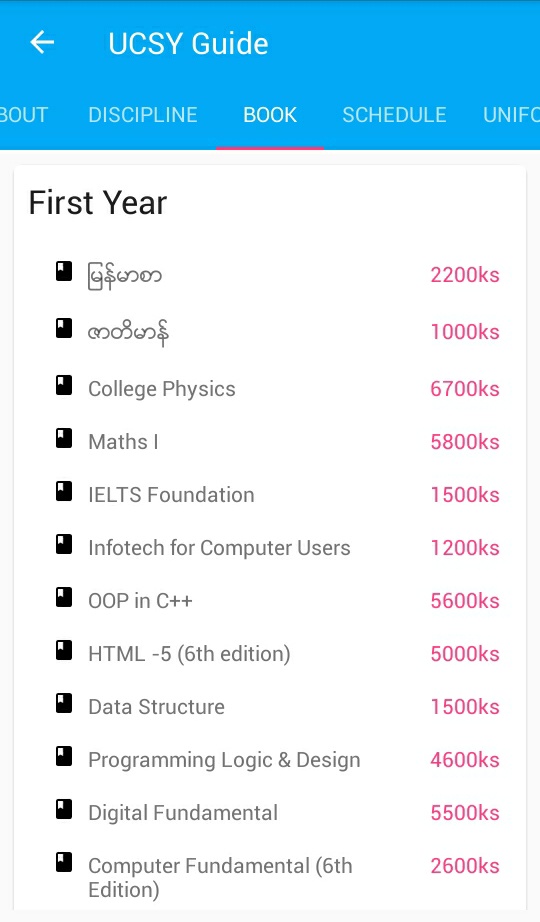 UCSY Guide
BOUT DISCIPLINE BOOK SCHEDULE UNIFO
First Year
မြန်မာစာ 2200ks
ဇာတိမာန် 1000ks
College Physics 6700ks
Maths I 5800ks
IELTS Foundation 1500ks
Infotech for Computer Users 1200ks
OOP in C++ 5600ks
HTML -5 (6th edition) 5000ks
Data Structure 1500ks
Programming Logic & Design 4600ks
Digital Fundamental 5500ks
Computer Fundamental (6th 2600ks
Edition)